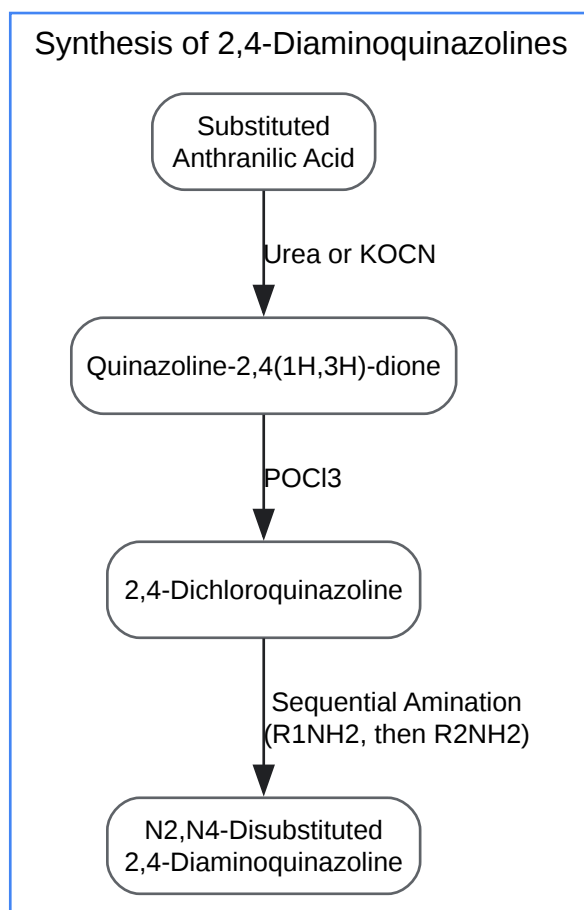 Synthesis of 2,4-Diaminoquinazolines
Substituted
Anthranilic Acid
Urea or KOCN
Quinazoline-2,4(1H,3H)-dione
POCl3
2,4-Dichloroquinazoline
Sequential Amination
(R1NH2, then R2NH2)
N2,N4-Disubstituted
2,4-Diaminoquinazoline